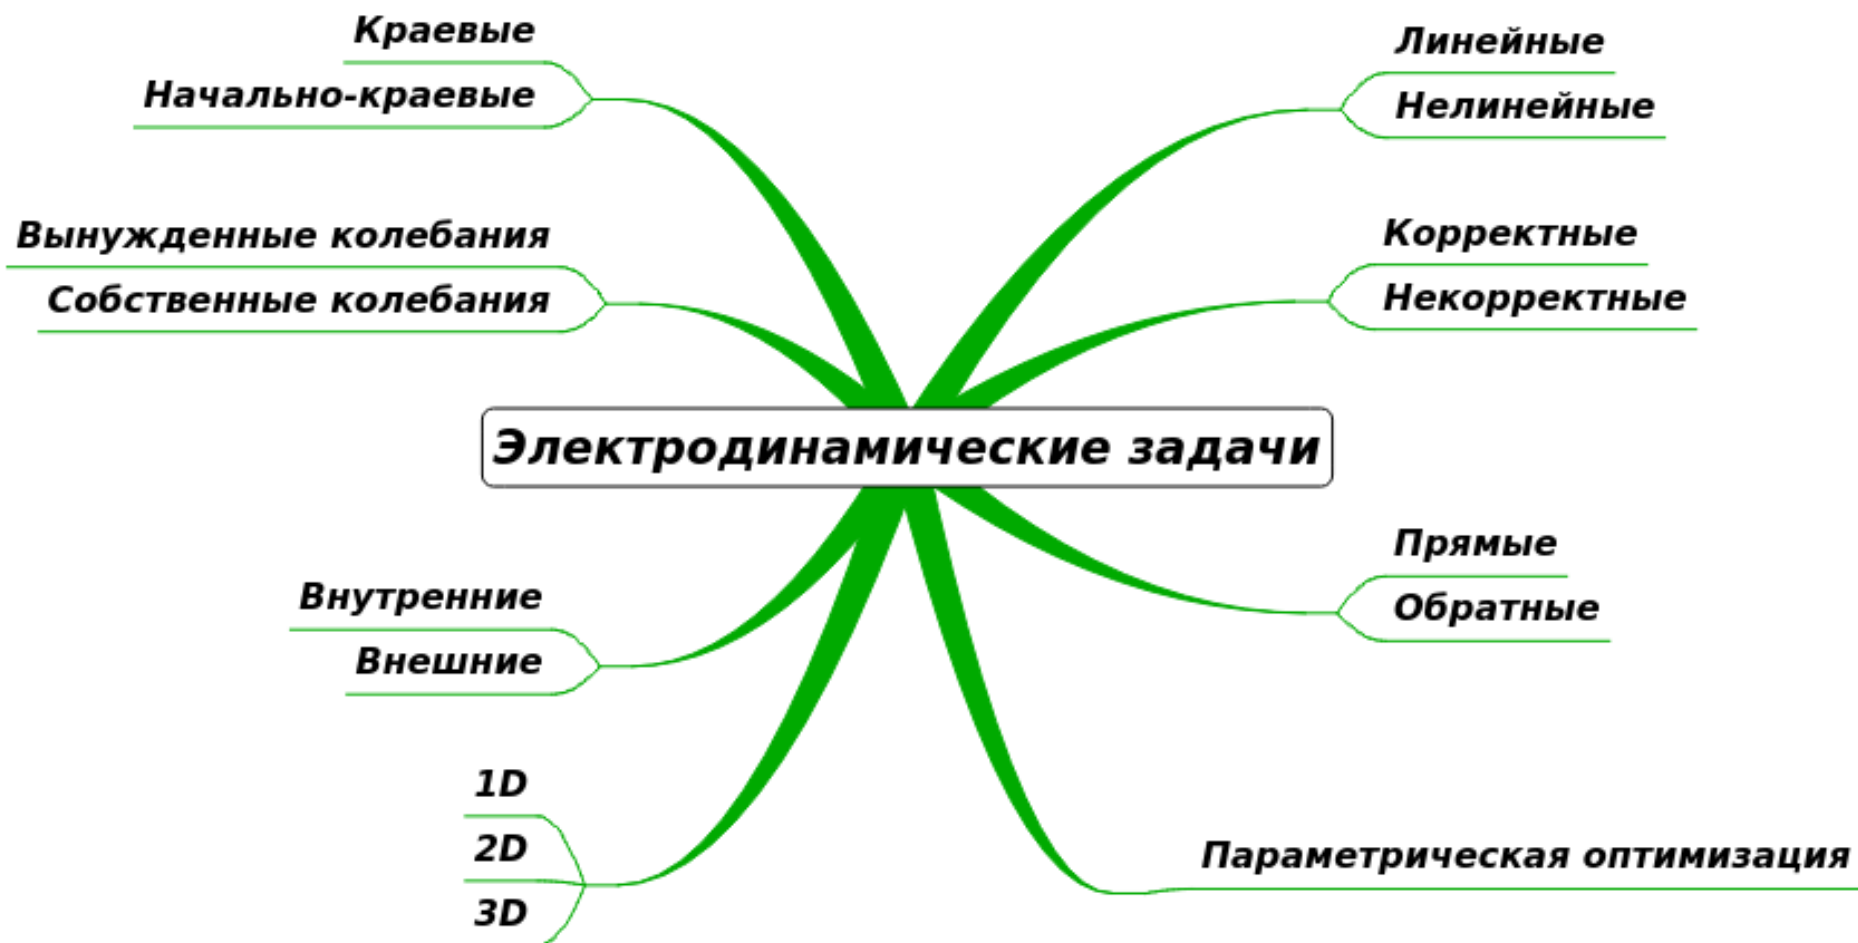 Краевые
Начально-краевые
Вынужденные колебания
Собственные колебания
Линейные
Нелинейные
Корректные
Некорректные
Электродинамические задачи
Внутренние
Внешние
1D
2D
3D
Прямые
Обратные
Параметрическая оптимизация